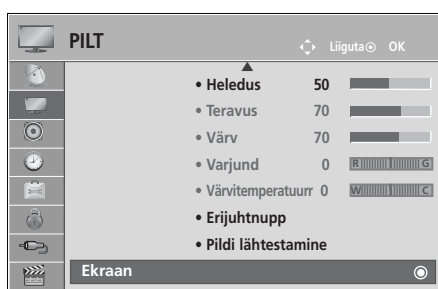 PILT
Liiguta OK
• Heledus 50
• Teravus 70
• Värv 70
• Varjund 0 R G
• Värvitemperatuurr 0 W C
• Erijuhtnupp
• Pildi lähtestamine
Ekraan